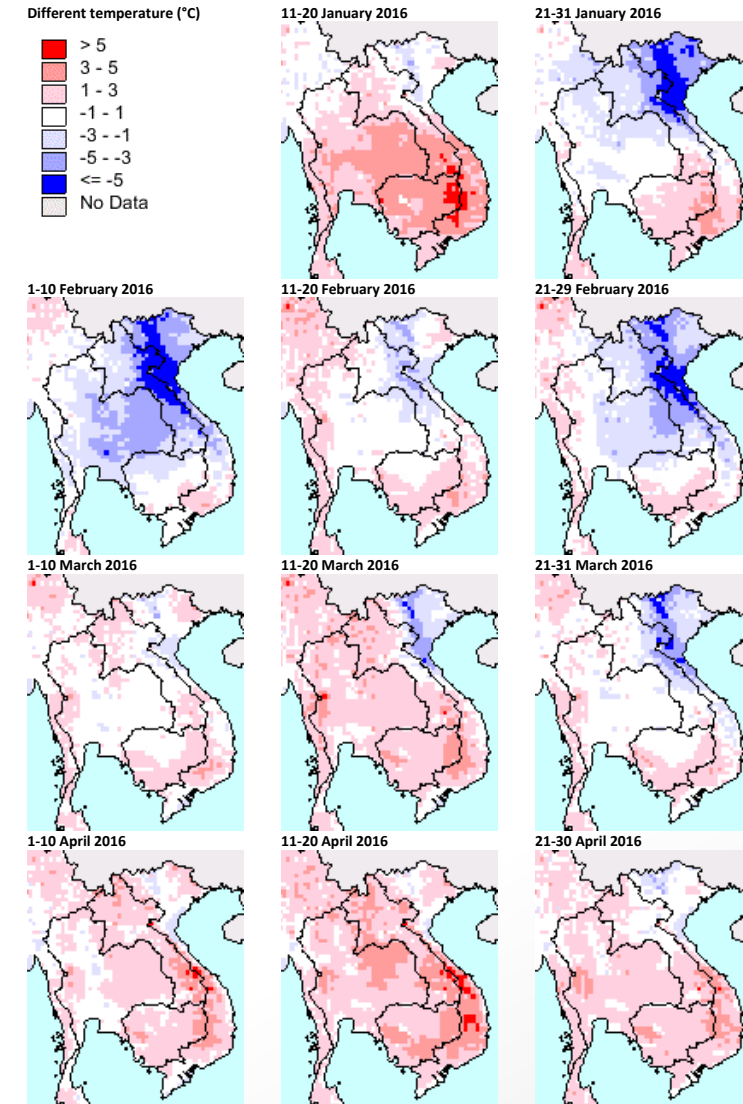 Different temperature (°C)
> 5
3 - 5
1 - 3
-1 - 1
-3 - -1
-5 - -3
<= -5
No Data
11-20 January 2016
21-31 January 2016
1-10 February 2016
11-20 February 2016
21-29 February 2016
1-10 March 2016
11-20 March 2016
21-31 March 2016
1-10 April 2016
11-20 April 2016
21-30 April 2016